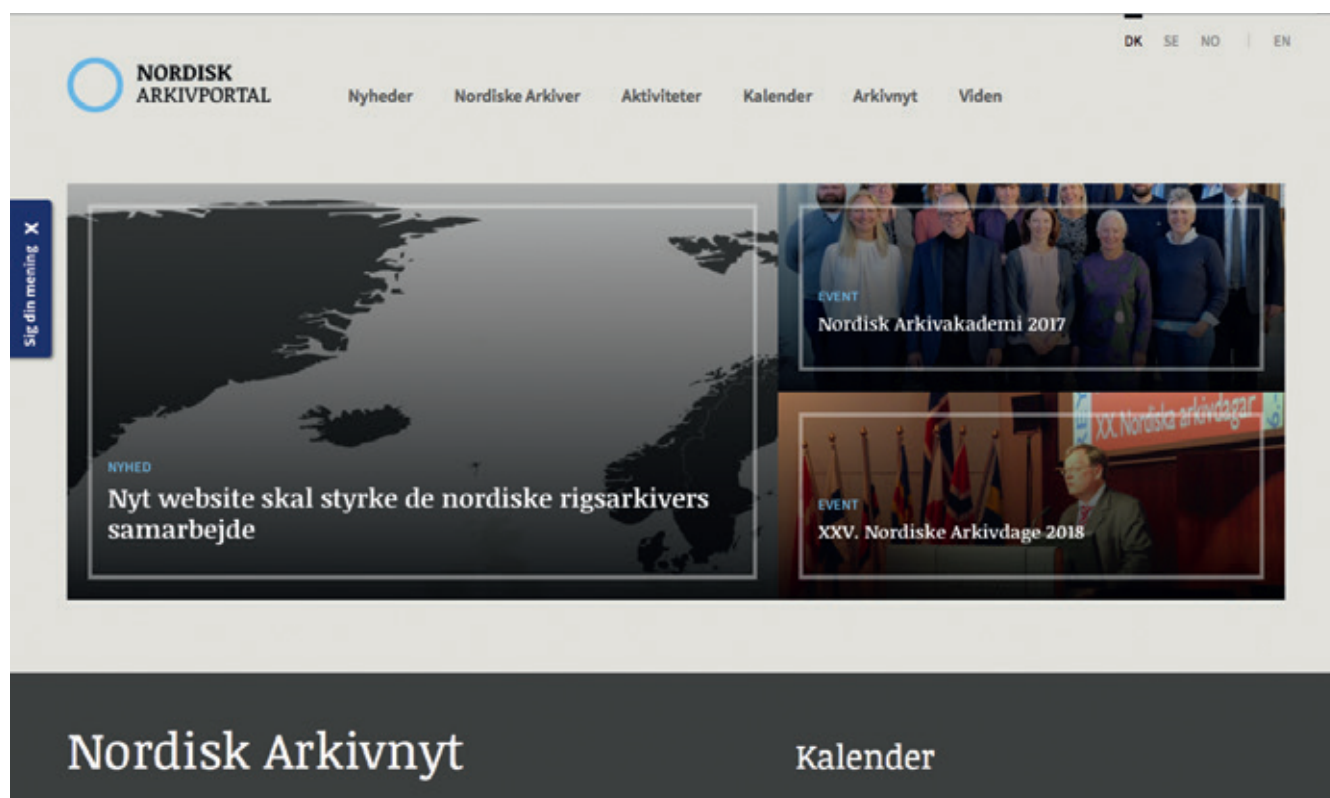 DK SE NO | EN
NORDISK
ARKIVPORTAL
Nyheder Nordiske Arkiver Aktiviteter Kalender Arkivnyt Viden
Sig din mening X
NYHED
Nyt website skal styrke de nordiske rigsarkivers
samarbejde
EVENT
Nordisk Arkivakademi 2017
XX. Nordiska arkivdagar
EVENT
XXV. Nordiske Arkivdage 2018
Nordisk Arkivnyt
Kalender